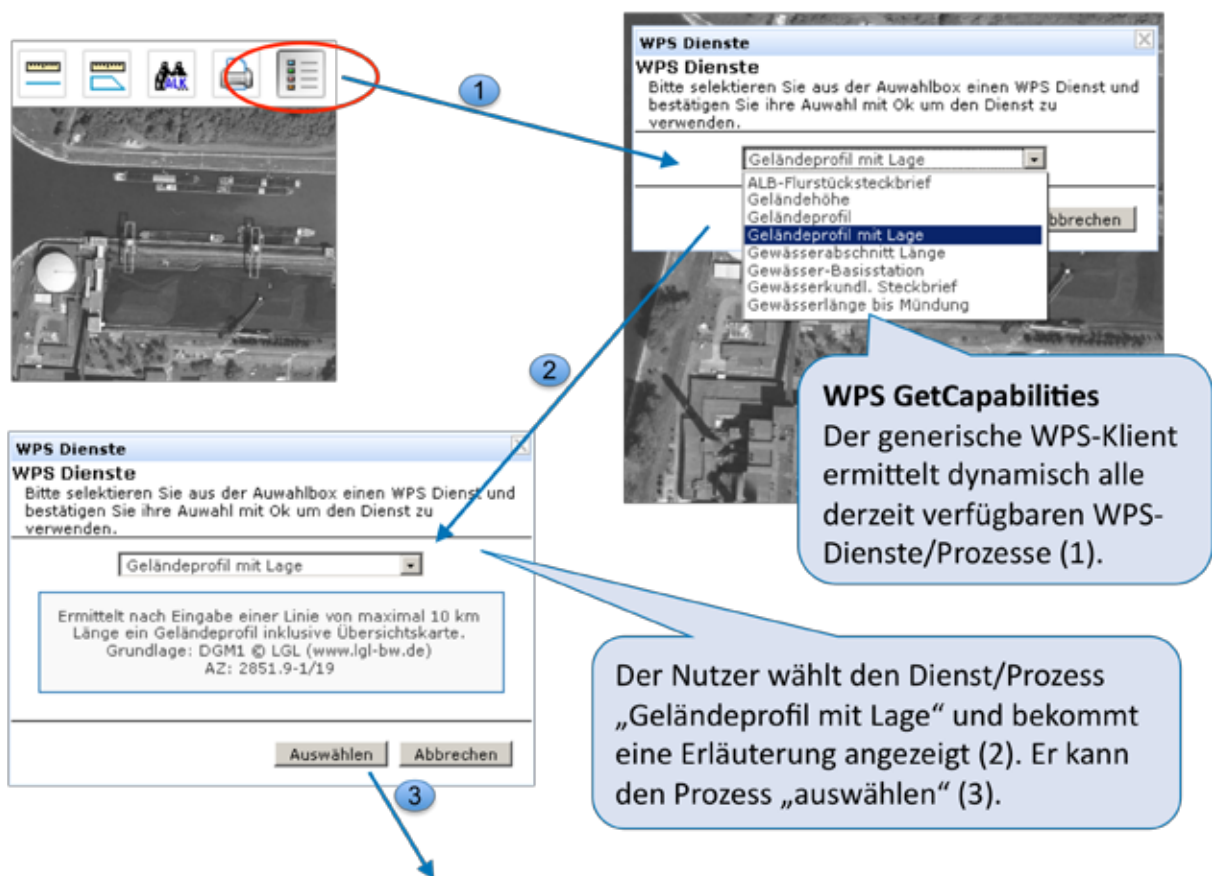 ALK
1
WPS Dienste
WPS Dienste
Bitte selektieren Sie aus der Auwahlbox einen WPS Dienst und
bestätigen Sie ihre Auwahl mit Ok um den Dienst zu
verwenden.
Geländeprofil mit Lage
ALB-Flurstücksteckbrief
Geländehöhe
Geländeprofil
Geländeprofil mit Lage
Gewässerabschnitt Länge
Gewässer-Basisstation
Gewässerkundl. Steckbrief
Gewässerlänge bis Mündung
bbrechen
WPS GetCapabilities
Der generische WPS-Klient
ermittelt dynamisch alle
derzeit verfügbaren WPS-
Dienste/Prozesse (1).
2
WPS Dienste
WPS Dienste
Bitte selektieren Sie aus der Auwahlbox einen WPS Dienst und
bestätigen Sie ihre Auwahl mit Ok um den Dienst zu
verwenden.
Geländeprofil mit Lage
Ermittelt nach Eingabe einer Linie von maximal 10 km
Länge ein Geländeprofil inklusive Übersichtskarte.
Grundlage: DGM1 © LGL (www.lgl-bw.de)
AZ: 2851.9-1/19
Auswählen Abbrechen
3
Der Nutzer wählt den Dienst/Prozess
„Geländeprofil mit Lage“ und bekommt
eine Erläuterung angezeigt (2). Er kann
den Prozess „auswählen“ (3).